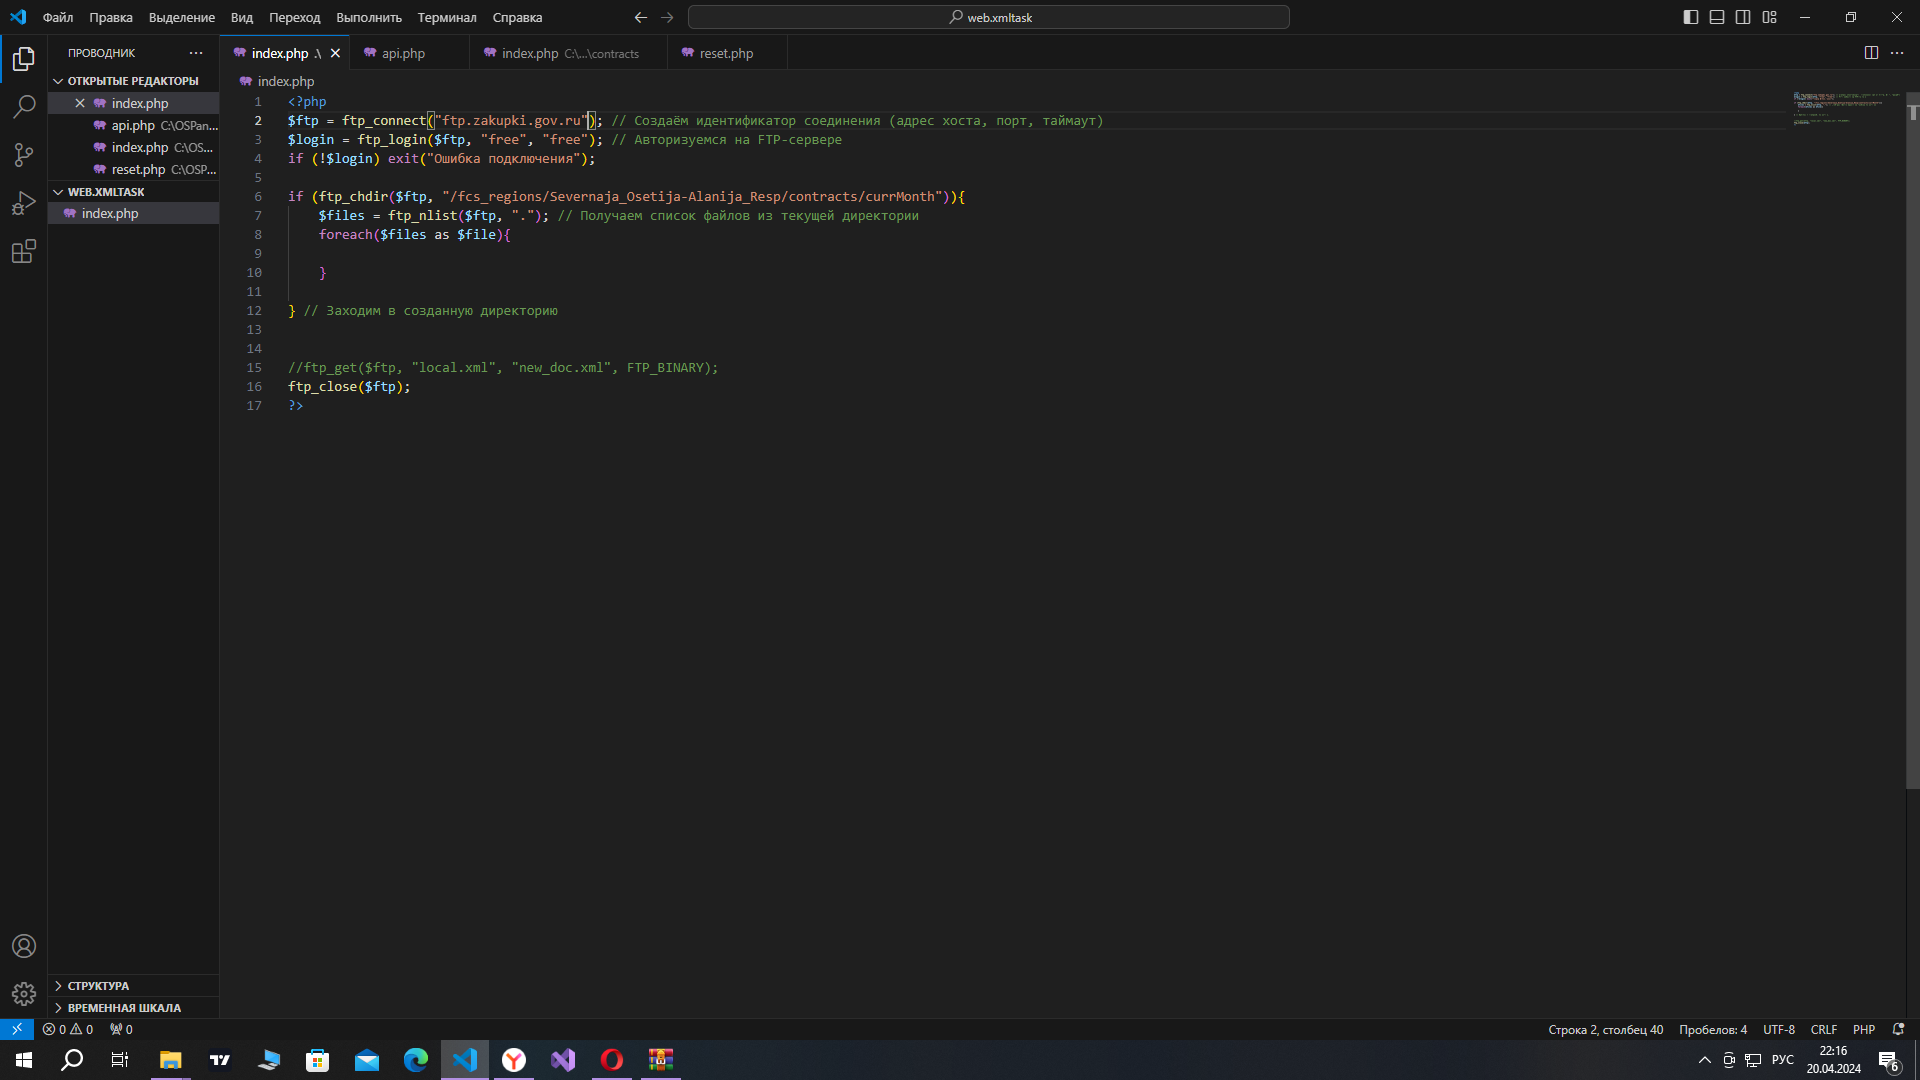 Файл Правка Выделение Вид Переход Выполнить Терминал Справка
web.xmltask
ПРОВОДНИК
index.php .\
api.php
index.php C:\...\contracts
reset.php
ОТКРЫТЫЕ РЕДАКТОРЫ
index.php
api.php C:\OSPan...
index.php C:\OS...
reset.php C:\OSP...
WEB.XMLTASK
index.php
index.php
1 <?php
2 $ftp = ftp_connect("ftp.zakupki.gov.ru"); // Создаём идентификатор соединения (адрес хоста, порт, таймаут)
3 $login = ftp_login($ftp, "free", "free"); // Авторизуемся на FTP-сервере
4 if (!$login) exit("Ошибка подключения");
5
6 if (ftp_chdir($ftp, "/fcs_regions/Severnaja_Osetija-Alanija_Resp/contracts/currMonth")){
7 $files = ftp_nlist($ftp, "."); // Получаем список файлов из текущей директории
8 foreach($files as $file){
9
10 }
11
12 } // Заходим в созданную директорию
13
14
15 //ftp_get($ftp, "local.xml", "new_doc.xml", FTP_BINARY);
16 ftp_close($ftp);
17 ?>
СТРУКТУРА
ВРЕМЕННАЯ ШКАЛА
0 0 0
Строка 2, столбец 40 Пробелов: 4 UTF-8 CRLF PHP
РУС
22:16
20.04.2024
6